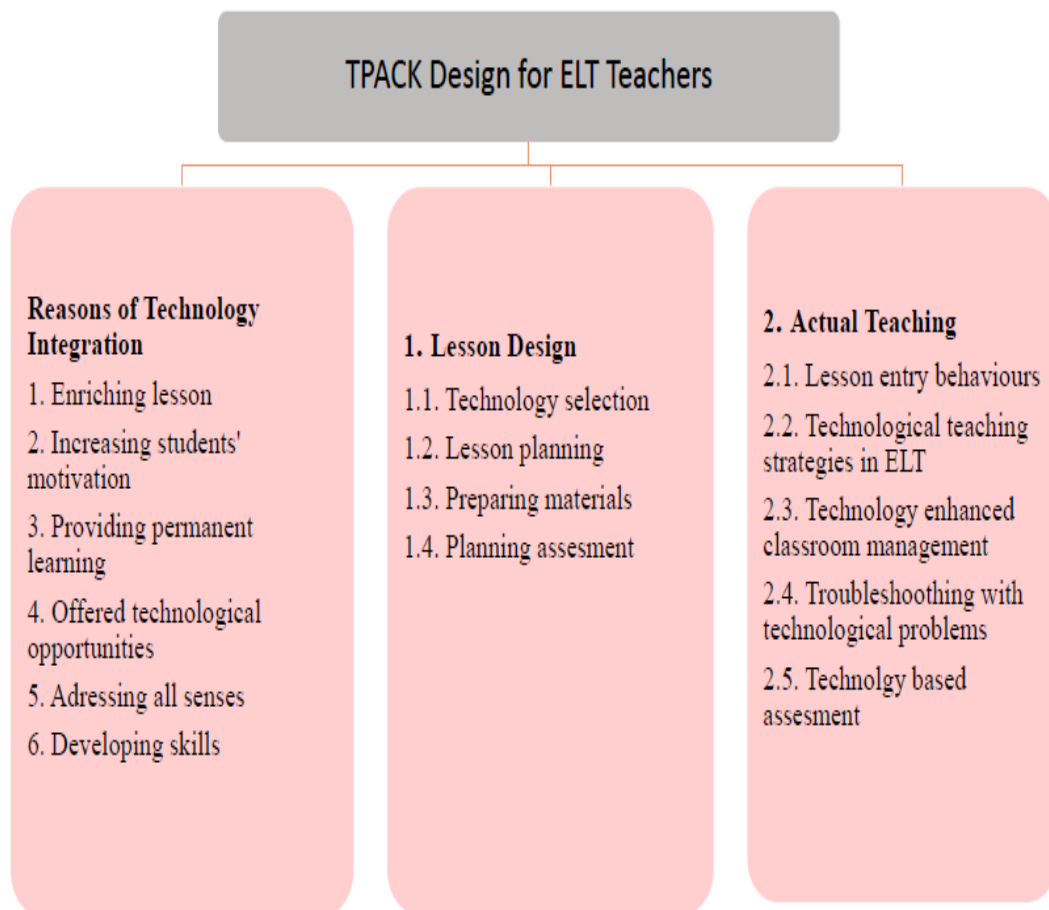 TPACK Design for ELT Teachers
Reasons of Technology
Integration
1. Enriching lesson
2. Increasing students'
motivation
3. Providing permanent
learning
4. Offered technological
opportunities
5. Adressing all senses
6. Developing skills
1. Lesson Design
1.1. Technology selection
1.2. Lesson planning
1.3. Preparing materials
1.4. Planning assesment
2. Actual Teaching
2.1. Lesson entry behaviours
2.2. Technological teaching
strategies in ELT
2.3. Technology enhanced
classroom management
2.4. Troubleshoothing with
technological problems
2.5. Technolgy based
assesment